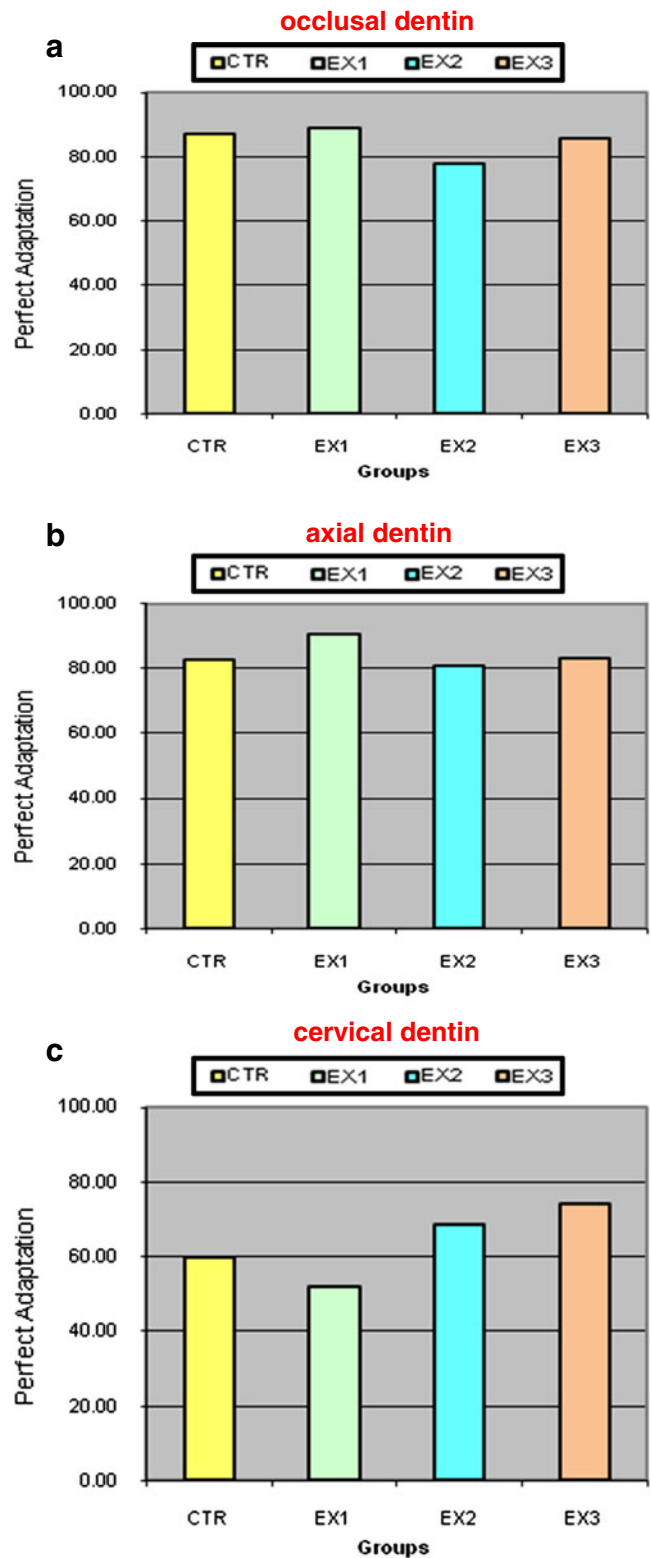 a
occlusal dentin
CTR EX1 EX2 EX3
100.00
80.00
60.00
40.00
20.00
0.00
Perfect Adaptation
CTR EX1 EX2 EX3
Groups
b
axial dentin
CTR EX1 EX2 EX3
100.00
80.00
60.00
40.00
20.00
0.00
Perfect Adaptation
CTR EX1 EX2 EX3
Groups
c
cervical dentin
CTR EX1 EX2 EX3
100.00
80.00
60.00
40.00
20.00
0.00
Perfect Adaptation
CTR EX1 EX2 EX3
Groups